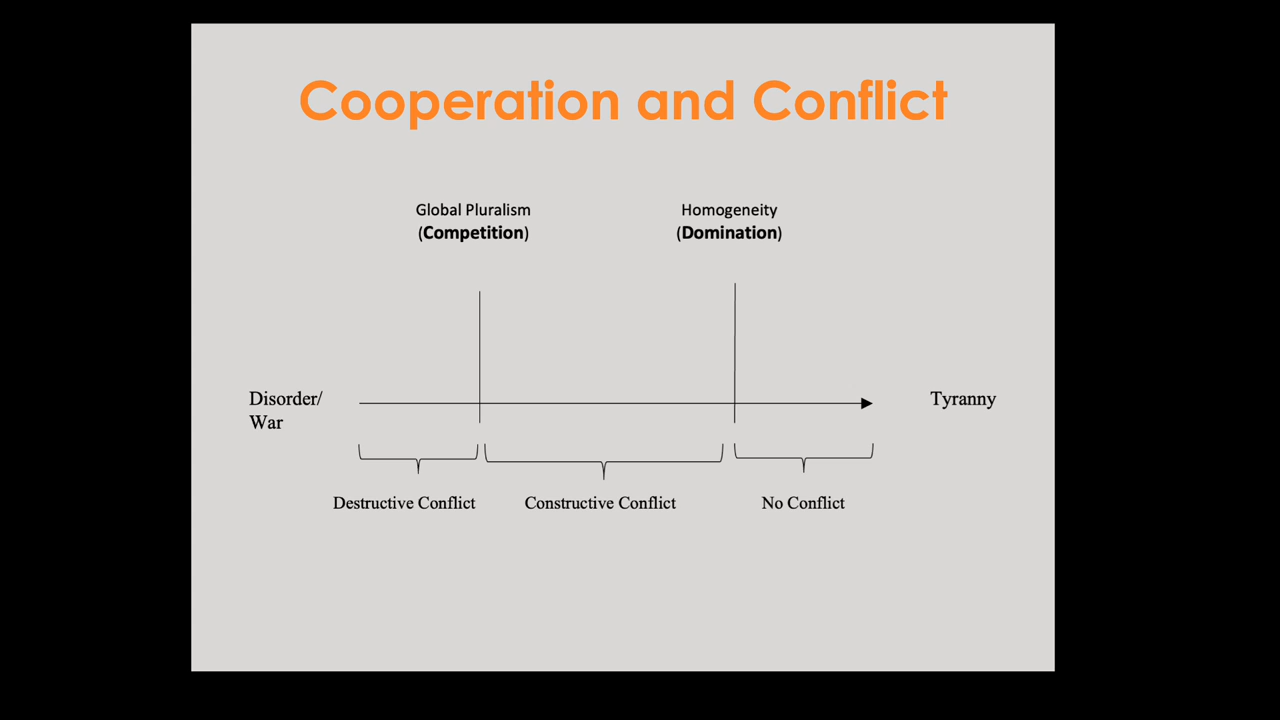 Cooperation and Conflict
Global Pluralism
(Competition)
Homogeneity
(Domination)
Disorder/
War
Tyranny
Destructive Conflict
Constructive Conflict
No Conflict